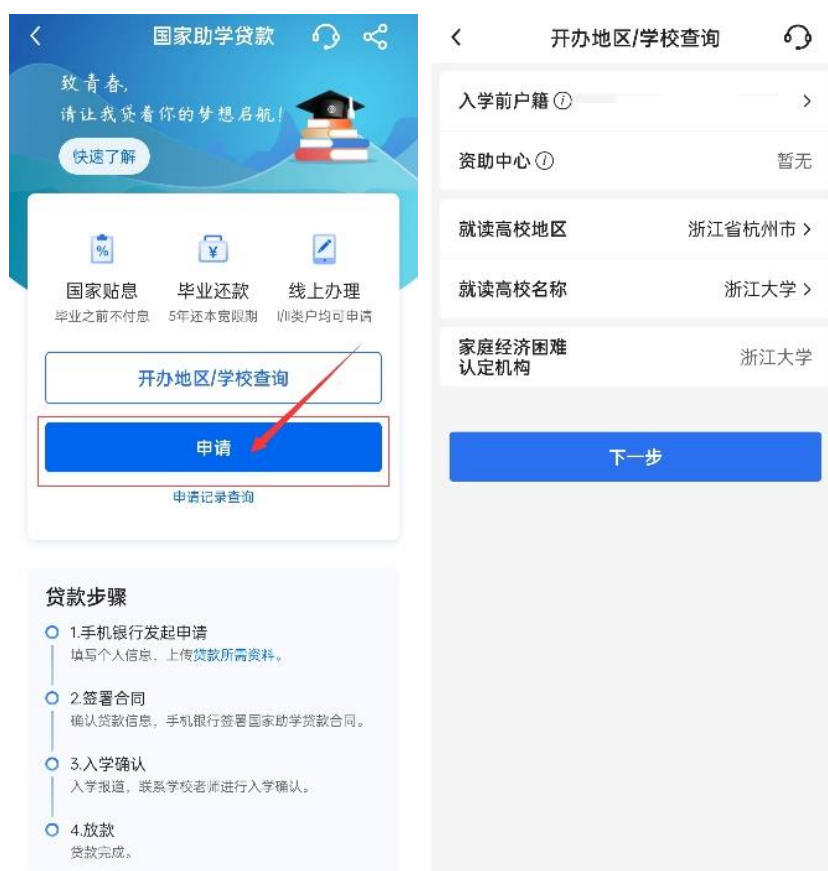 国家助学贷款
致青春,
请让我贷着你的梦想启航!
快速了解
国家贴息
毕业之前不付息
毕业还款
5年还本宽限期
线上办理
I/II类户均可申请
开办地区/学校查询
申请
申请记录查询
贷款步骤
1.手机银行发起申请
填写个人信息，上传贷款所需资料。
2.签署合同
确认贷款信息，手机银行签署国家助学贷款合同。
3.入学确认
入学报道，联系学校老师进行入学确认。
4.放款
贷款完成。
开办地区/学校查询
入学前户籍
资助中心 暂无
就读高校地区 浙江省杭州市
就读高校名称 浙江大学
家庭经济困难
认定机构 浙江大学
下一步